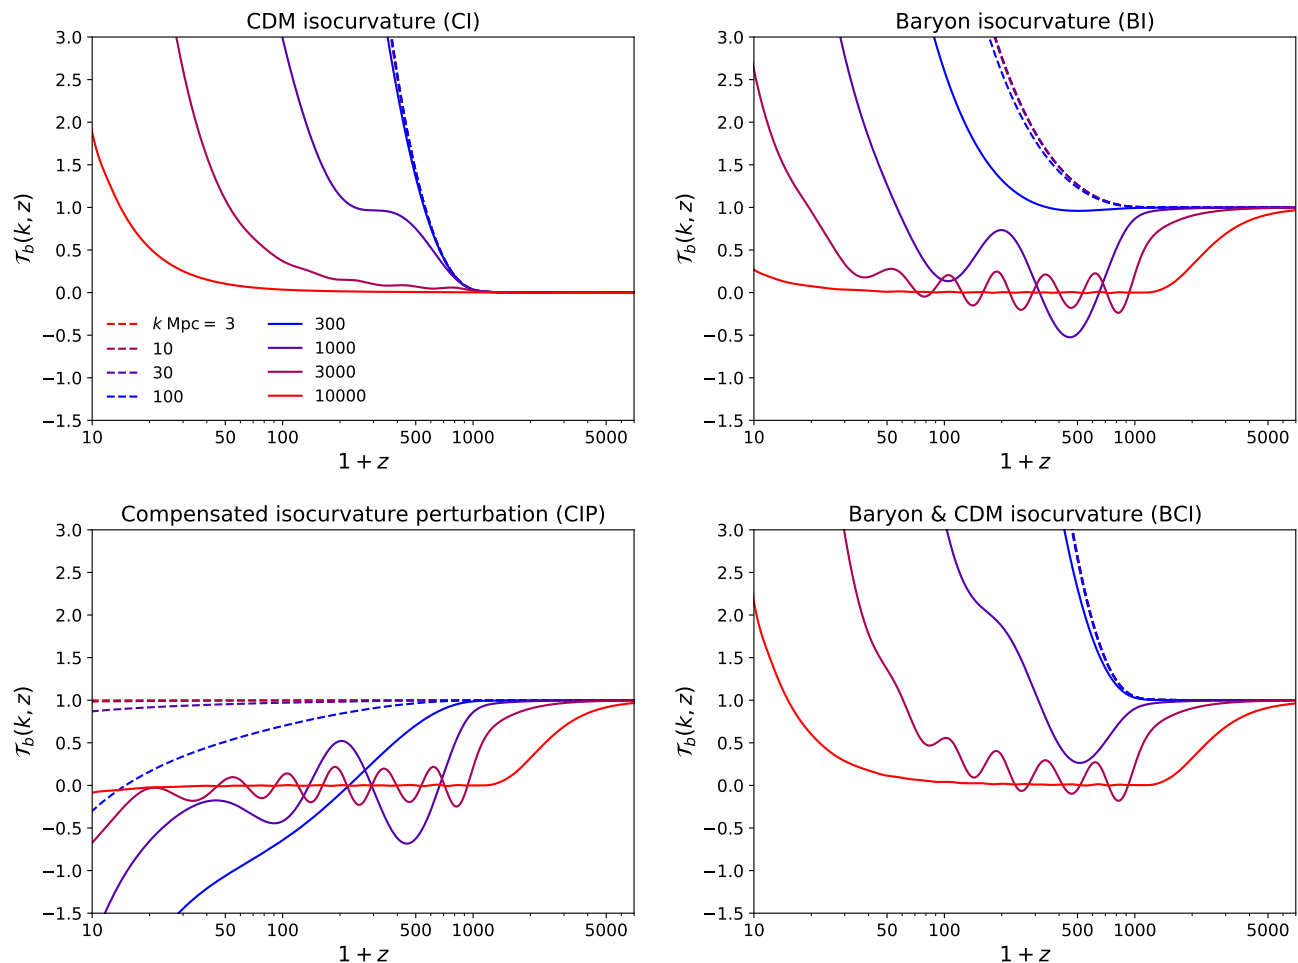 CDM isocurvature (CI)
3.0
2.5
2.0
1.5
1.0
0.5
0.0
−0.5
−1.0
−1.5
𝒯b(k, z)
k Mpc = 3
10
30
100
300
1000
3000
10000
10 50 100 500 1000 5000
1 + z
Baryon isocurvature (BI)
3.0
2.5
2.0
1.5
1.0
0.5
0.0
−0.5
−1.0
−1.5
𝒯b(k, z)
10 50 100 500 1000 5000
1 + z
Compensated isocurvature perturbation (CIP)
3.0
2.5
2.0
1.5
1.0
0.5
0.0
−0.5
−1.0
−1.5
𝒯b(k, z)
10 50 100 500 1000 5000
1 + z
Baryon & CDM isocurvature (BCI)
3.0
2.5
2.0
1.5
1.0
0.5
0.0
−0.5
−1.0
−1.5
𝒯b(k, z)
10 50 100 500 1000 5000
1 + z